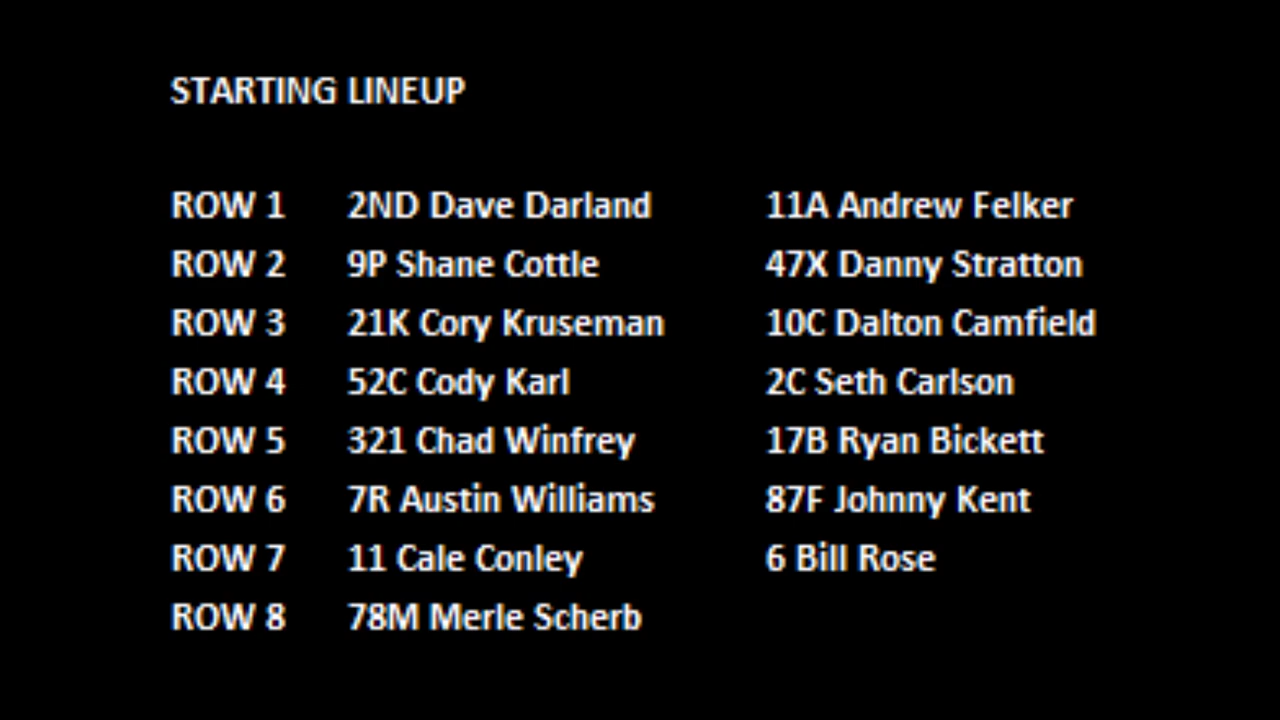 STARTING LINEUP
ROW 1 2ND Dave Darland 11A Andrew Felker
ROW 2 9P Shane Cottle 47X Danny Stratton
ROW 3 21K Cory Kruseman 10C Dalton Camfield
ROW 4 52C Cody Karl 2C Seth Carlson
ROW 5 321 Chad Winfrey 17B Ryan Bickett
ROW 6 7R Austin Williams 87F Johnny Kent
ROW 7 11 Cale Conley 6 Bill Rose
ROW 8 78M Merle Scherb